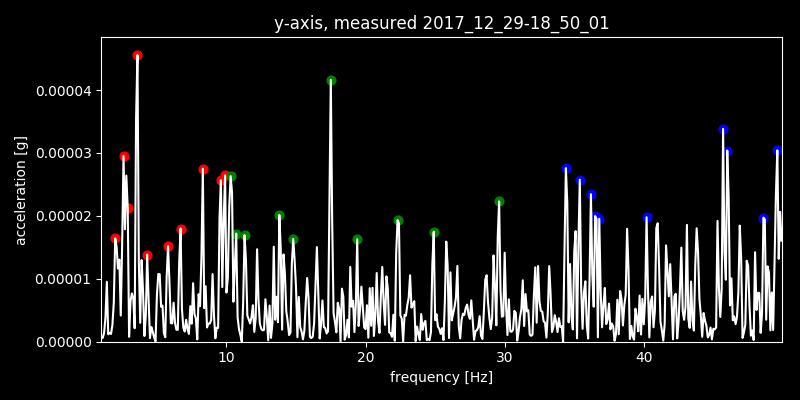 y-axis, measured 2017_12_29-18_50_01
0.00004
0.00003
0.00002
0.00001
0.00000
acceleration [g]
10 20 30 40
frequency [Hz]